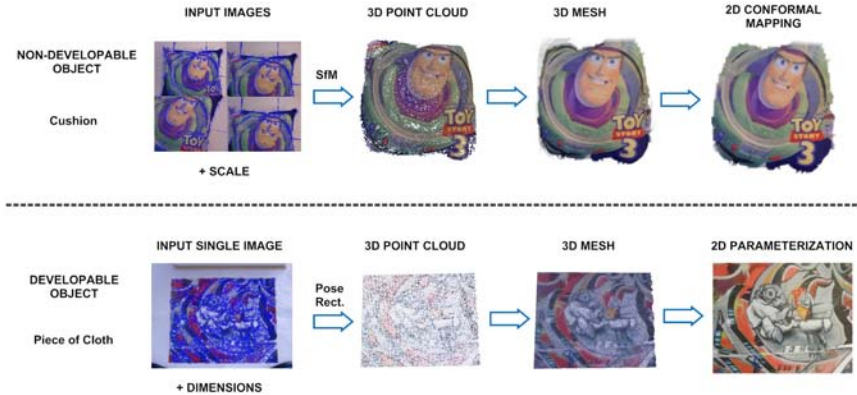 INPUT IMAGES
3D POINT CLOUD
3D MESH
2D CONFORMAL
MAPPING
NON-DEVELOPABLE
OBJECT
Cushion
SfM
TOY
STORY
3
TOY
STORY
3
TOY
STORY
3
TOY
+ SCALE
INPUT SINGLE IMAGE
3D POINT CLOUD
3D MESH
2D PARAMETERIZATION
DEVELOPABLE
OBJECT
Piece of Cloth
Pose
Rect.
+ DIMENSIONS